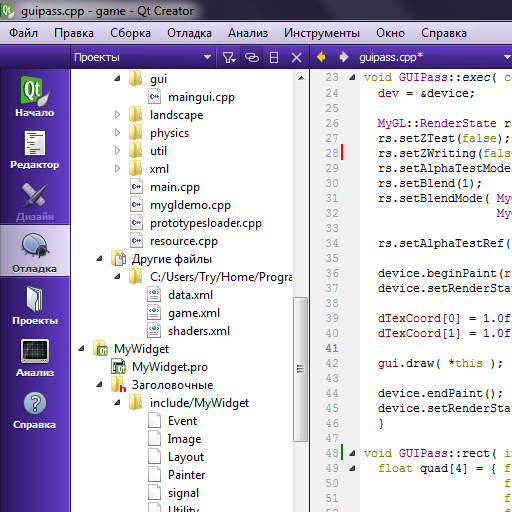 guipass.cpp - game - Qt Creator
Файл Правка Сборка Отладка Анализ Инструменты Окно Справка
Проекты
guipass.cpp*
Qt
Начало
Редактор
Дизайн
Отладка
Проекты
Анализ
Справка
gui
maingui.cpp
landscape
physics
util
xml
main.cpp
mygldemo.cpp
prototypesloader.cpp
resource.cpp
Другие файлы
C:/Users/Try/Home/Progra
data.xml
game.xml
shaders.xml
MyWidget
MyWidget.pro
Заголовочные
include/MyWidget
Event
Image
Layout
Painter
signal
Utility
23 void GUIPass::exec( c
24 dev = &device;
25
26 MyGL::RenderState r
27 rs.setZTest(false);
28 rs.setZWriting(fals
29 rs.setAlphaTestMode
30 rs.setBlend(1);
31 rs.setBlendMode( My
32 My
33
34 rs.setAlphaTestRef(
35
36 device.beginPaint(r
37 device.setRenderSta
38
39 dTexCoord[0] = 1.0f
40 dTexCoord[1] = 1.0f
41
42 gui.draw( *this );
43
44 device.endPaint();
45 device.setRenderSta
46 }
47
48 void GUIPass::rect( i
49 float quad[4] = { f
50 f
51 f
52 f